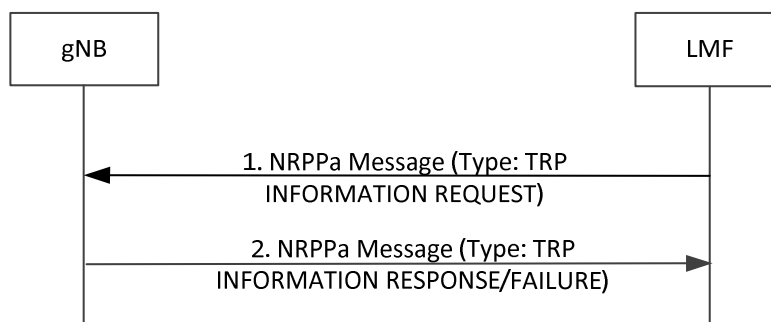 gNB
LMF
1. NRPPa Message (Type: TRP
INFORMATION REQUEST)
2. NRPPa Message (Type: TRP
INFORMATION RESPONSE/FAILURE)